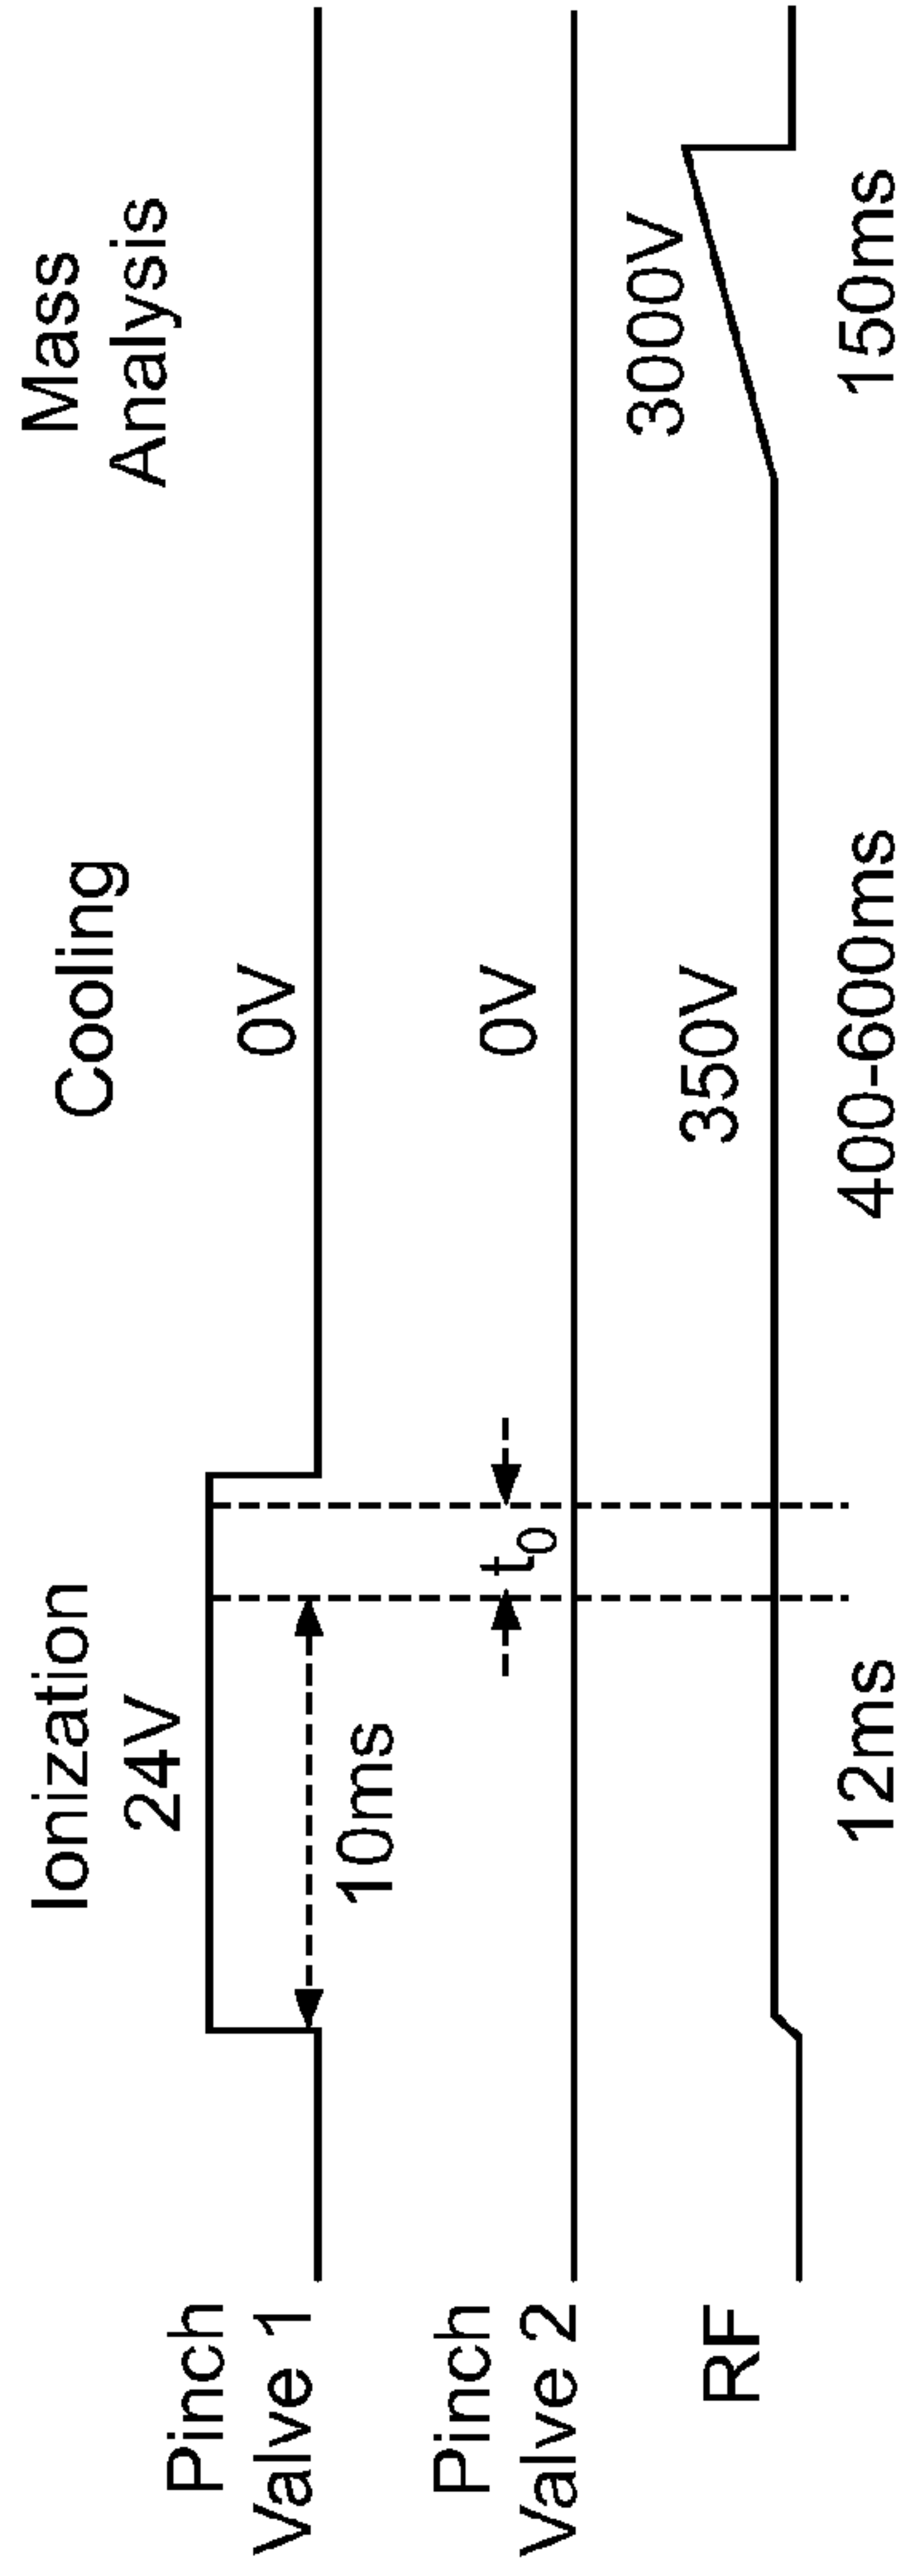 Ionization
Cooling
Mass
Analysis
Pinch
Valve 1
24V
0V
10ms
Pinch
Valve 2
t₀
0V
RF
350V
3000V
12ms
400-600ms
150ms